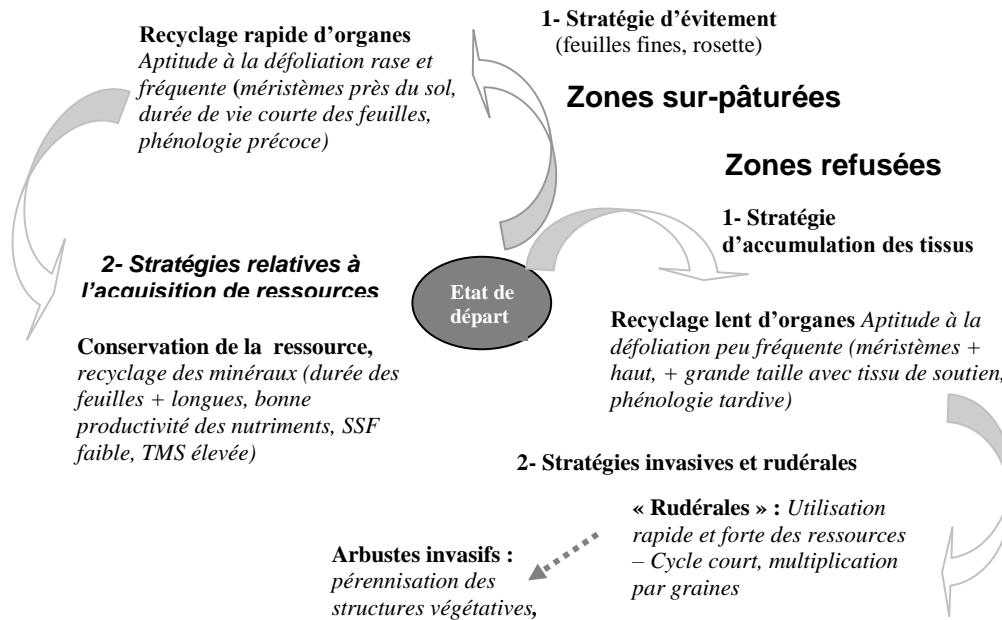 1- Stratégie d’évitement
(feuilles fines, rosette)
Recyclage rapide d’organes
Aptitude à la défoliation rase et
fréquente (méristèmes près du sol,
durée de vie courte des feuilles,
phénologie précoce)
Zones sur-pâturées
Zones refusées
1- Stratégie
d’accumulation des tissus
2- Stratégies relatives à
l’acquisition de ressources
Etat de
départ
Recyclage lent d’organes Aptitude à la
défoliation peu fréquente (méristèmes +
haut, + grande taille avec tissu de soutien,
phénologie tardive)
Conservation de la ressource,
recyclage des minéraux (durée des
feuilles + longues, bonne
productivité des nutriments, SSF
faible, TMS élevée)
2- Stratégies invasives et rudérales
« Rudérales » : Utilisation
rapide et forte des ressources
– Cycle court, multiplication
par graines
Arbustes invasifs :
pérennisation des
structures végétatives,